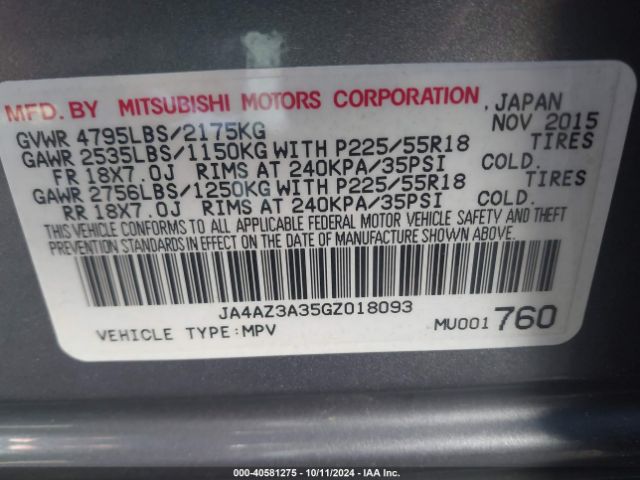 MFD. BY MITSUBISHI MOTORS CORPORATION, JAPAN
GVWR 4795LBS/2175KG NOV 2015
GAWR 2535LBS/1150KG WITH P225/55R18 TIRES
FR 18X7.0J RIMS AT 240KPA/35PSI COLD.
GAWR 2756LBS/1250KG WITH P225/55R18 TIRES
RR 18X7.0J RIMS AT 240KPA/35PSI COLD.
THIS VEHICLE CONFORMS TO ALL APPLICABLE FEDERAL MOTOR VEHICLE SAFETY AND THEFT
PREVENTION STANDARDS IN EFFECT ON THE DATE OF MANUFACTURE SHOWN ABOVE.
JA4AZ3A35GZ018093
VEHICLE TYPE:MPV MU001 760
000-40581275 - 10/11/2024 - IAA Inc.